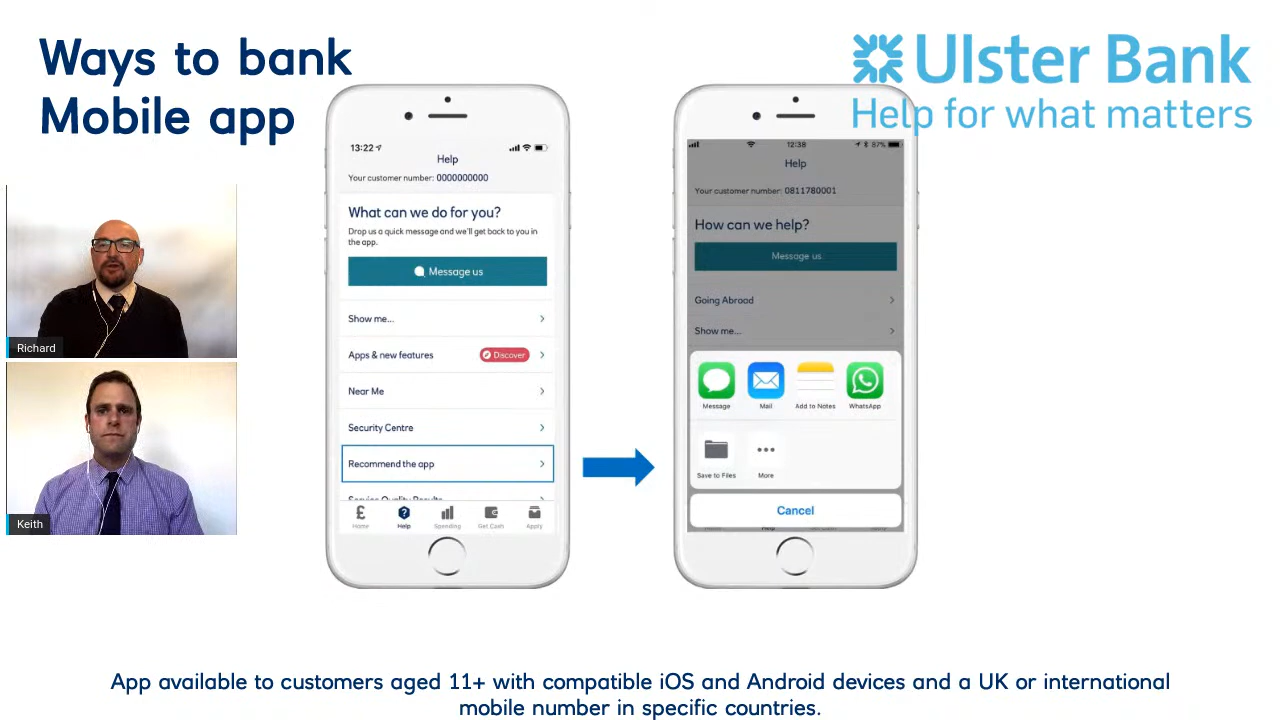 Ways to bank
Mobile app
Ulster Bank
Help for what matters
Richard
Keith
13:22
Help
Your customer number: 0000000000
What can we do for you?
Drop us a quick message and we'll get back to you in
the app.
Message us
Show me...
Apps & new features
Discover
Near Me
Security Centre
Recommend the app
Service Quality Results
Home
Help
Spending
Get Cash
Apply
12:38
87%
Help
Your customer number: 0811780001
How can we help?
Message us
Going Abroad
Show me...
Message
Mail
Add to Notes
WhatsApp
Save to Files
More
Cancel
App available to customers aged 11+ with compatible iOS and Android devices and a UK or international
mobile number in specific countries.